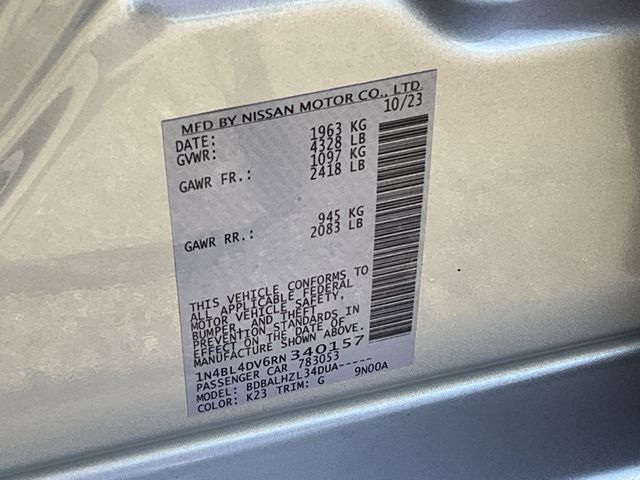 MFD BY NISSAN MOTOR CO., LTD.
DATE: 10/23
GVWR: 1963 KG
4328 LB
GAWR FR.: 1097 KG
2418 LB
GAWR RR.: 945 KG
2083 LB
THIS VEHICLE CONFORMS TO
ALL APPLICABLE FEDERAL
MOTOR VEHICLE SAFETY,
BUMPER, AND THEFT
PREVENTION STANDARDS IN
EFFECT ON THE DATE OF
MANUFACTURE SHOWN ABOVE.
1N4BL4DV6RN340157
PASSENGER CAR 783053
MODEL: BDBALHZL34DUA-----
COLOR: K23 TRIM: G 9N00A